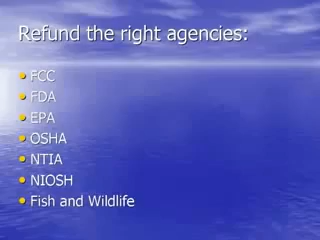 Refund the right agencies:
• FCC
• FDA
• EPA
• OSHA
• NTIA
• NIOSH
• Fish and Wildlife